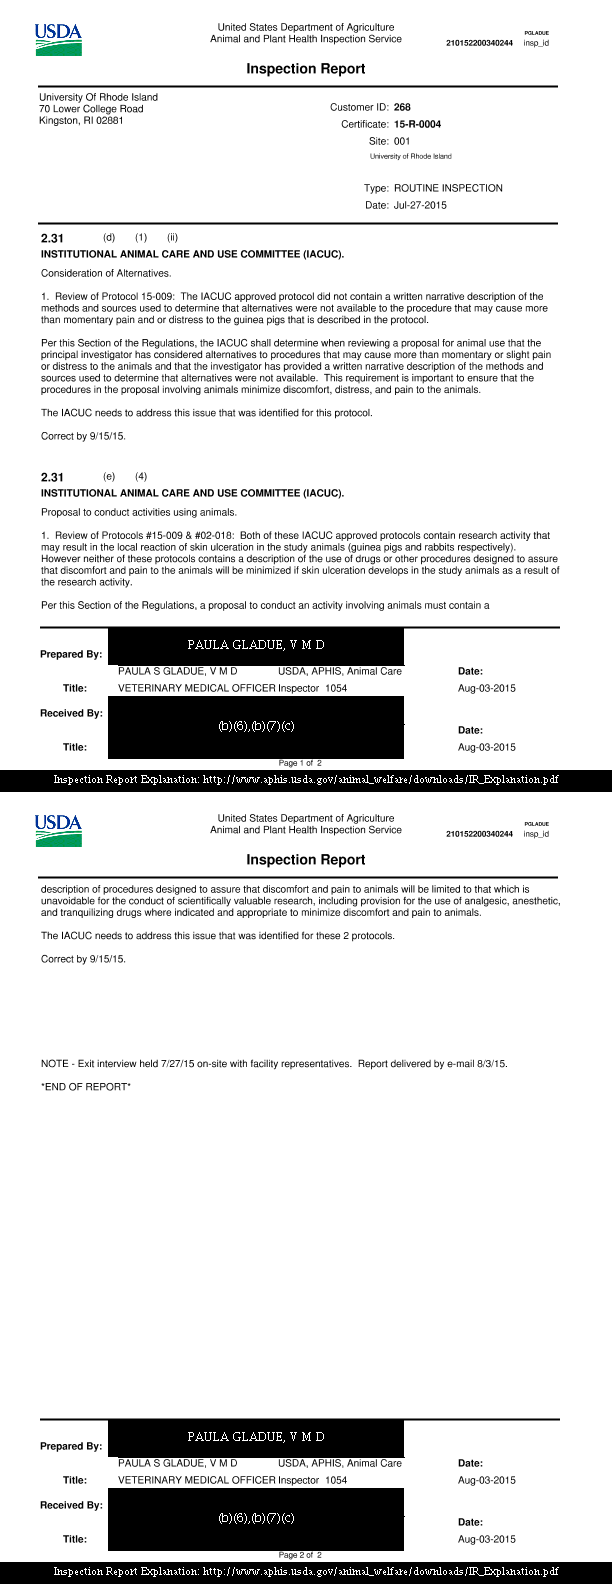 USDA
United States Department of Agriculture
Animal and Plant Health Inspection Service
PGLADUE
210152200340244 insp_id
Inspection Report
University Of Rhode Island
70 Lower College Road
Kingston, RI 02881
Customer ID: 268
Certificate: 15-R-0004
Site: 001
University of Rhode Island
Type: ROUTINE INSPECTION
Date: Jul-27-2015
2.31 (d) (1) (ii)
INSTITUTIONAL ANIMAL CARE AND USE COMMITTEE (IACUC).
Consideration of Alternatives.
1. Review of Protocol 15-009: The IACUC approved protocol did not contain a written narrative description of the
methods and sources used to determine that alternatives were not available to the procedure that may cause more
than momentary pain and or distress to the guinea pigs that is described in the protocol.
Per this Section of the Regulations, the IACUC shall determine when reviewing a proposal for animal use that the
principal investigator has considered alternatives to procedures that may cause more than momentary or slight pain
or distress to the animals and that the investigator has provided a written narrative description of the methods and
sources used to determine that alternatives were not available. This requirement is important to ensure that the
procedures in the proposal involving animals minimize discomfort, distress, and pain to the animals.
The IACUC needs to address this issue that was identified for this protocol.
Correct by 9/15/15.
2.31 (e) (4)
INSTITUTIONAL ANIMAL CARE AND USE COMMITTEE (IACUC).
Proposal to conduct activities using animals.
1. Review of Protocols #15-009 & #02-018: Both of these IACUC approved protocols contain research activity that
may result in the local reaction of skin ulceration in the study animals (guinea pigs and rabbits respectively).
However neither of these protocols contains a description of the use of drugs or other procedures designed to assure
that discomfort and pain to the animals will be minimized if skin ulceration develops in the study animals as a result of
the research activity.
Per this Section of the Regulations, a proposal to conduct an activity involving animals must contain a
Prepared By: PAULA GLADUE, V M D
PAULA S GLADUE, V M D USDA, APHIS, Animal Care Date:
Title: VETERINARY MEDICAL OFFICER Inspector 1054 Aug-03-2015
Received By: (b)(6),(b)(7)(c)
Date:
Title: Aug-03-2015
Page 1 of 2
Inspection Report Explanation: http://www.aphis.usda.gov/animal_welfare/downloads/IR_Explanation.pdf
USDA
United States Department of Agriculture
Animal and Plant Health Inspection Service
PGLADUE
210152200340244 insp_id
Inspection Report
description of procedures designed to assure that discomfort and pain to animals will be limited to that which is
unavoidable for the conduct of scientifically valuable research, including provision for the use of analgesic, anesthetic,
and tranquilizing drugs where indicated and appropriate to minimize discomfort and pain to animals.
The IACUC needs to address this issue that was identified for these 2 protocols.
Correct by 9/15/15.
NOTE - Exit interview held 7/27/15 on-site with facility representatives. Report delivered by e-mail 8/3/15.
*END OF REPORT*
Prepared By: PAULA GLADUE, V M D
PAULA S GLADUE, V M D USDA, APHIS, Animal Care Date:
Title: VETERINARY MEDICAL OFFICER Inspector 1054 Aug-03-2015
Received By: (b)(6),(b)(7)(c)
Date:
Title: Aug-03-2015
Page 2 of 2
Inspection Report Explanation: http://www.aphis.usda.gov/animal_welfare/downloads/IR_Explanation.pdf